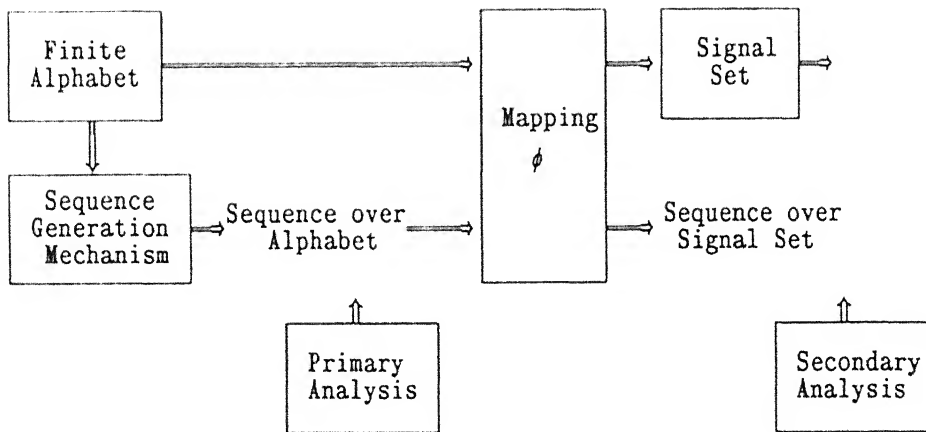 Finite
Alphabet
Mapping
φ
Signal
Set
Sequence
Generation
Mechanism
Sequence over
Alphabet
Sequence over
Signal Set
Primary
Analysis
Secondary
Analysis